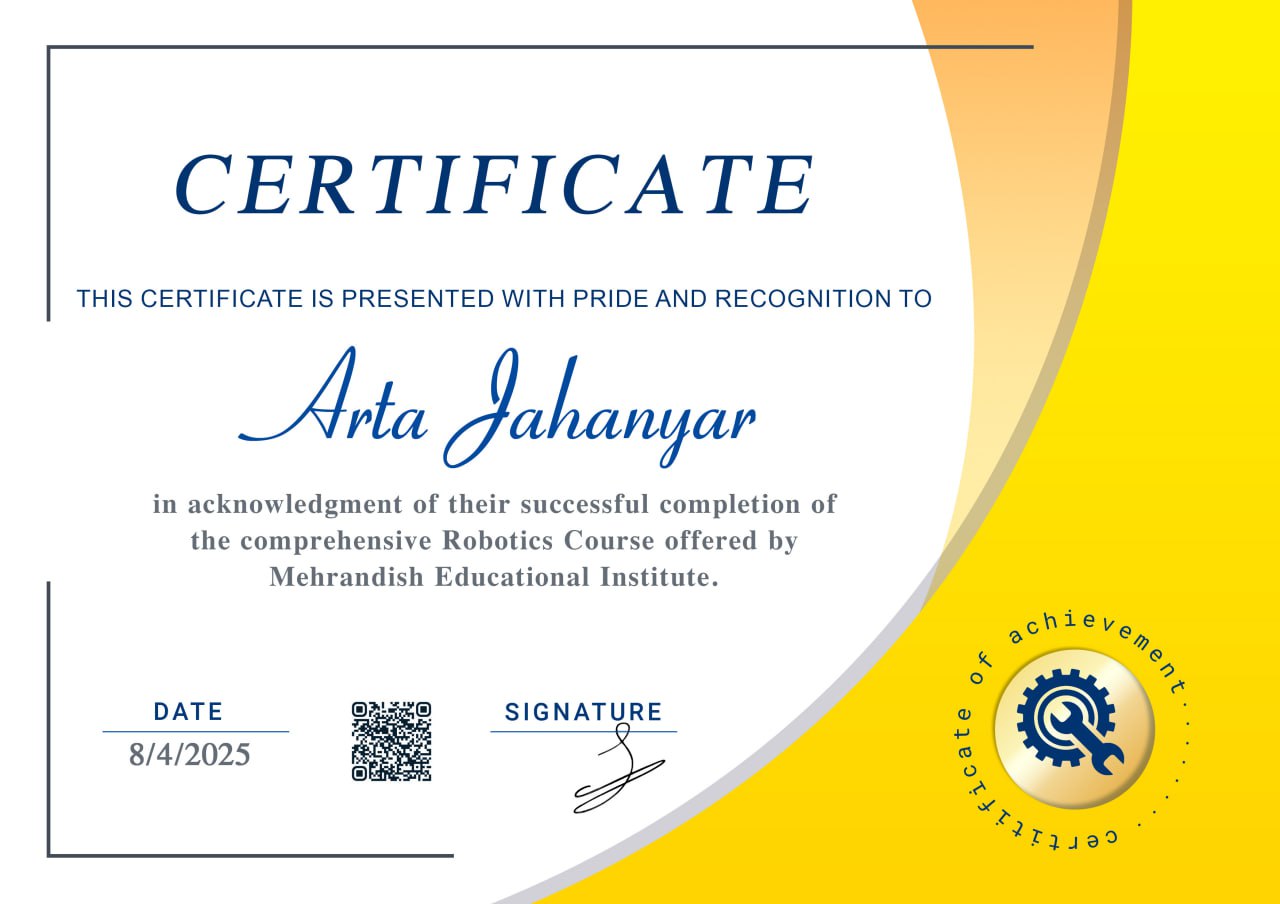 CERTIFICATE
THIS CERTIFICATE IS PRESENTED WITH PRIDE AND RECOGNITION TO
Arta Jahanyar
in acknowledgment of their successful completion of
the comprehensive Robotics Course offered by
Mehrandish Educational Institute.
DATE
8/4/2025
SIGNATURE
certificate of achievement